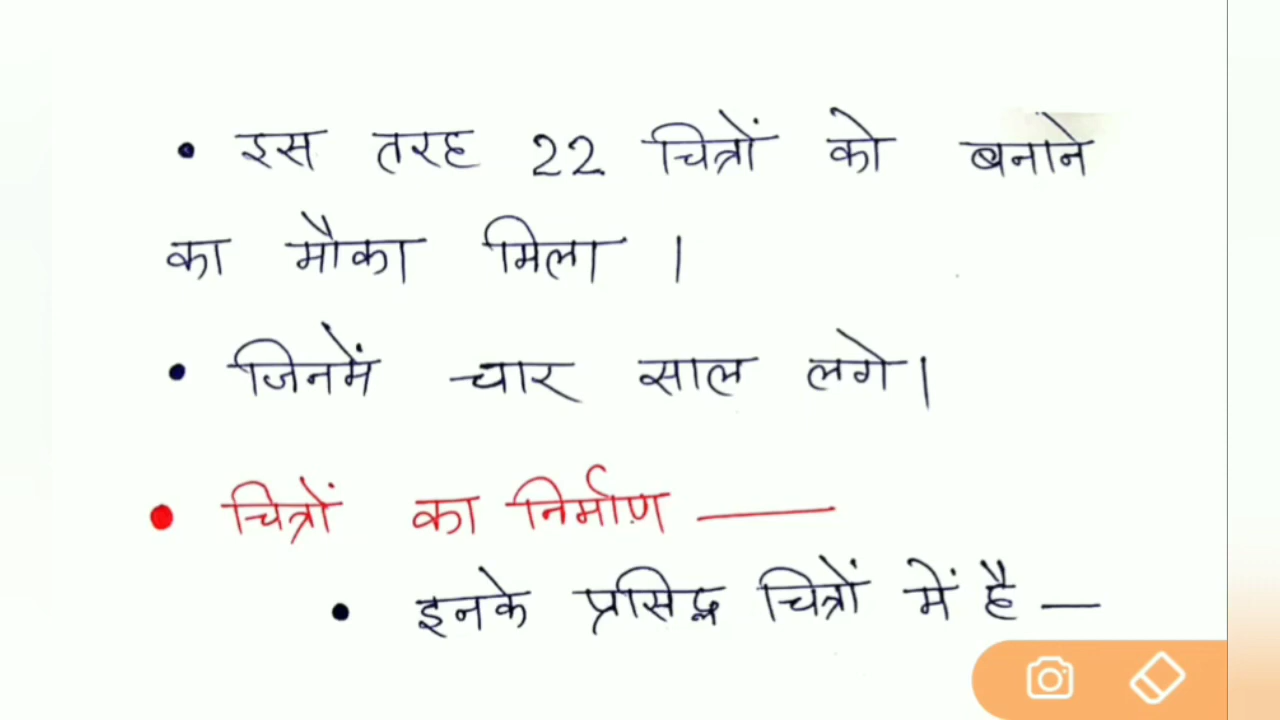 • इस तरह 22 चित्रों को बनाने
का मौका मिला ।
• जिनमें चार साल लगे।
• चित्रों का निर्माण ——
• इनके प्रसिद्ध चित्रों में है —